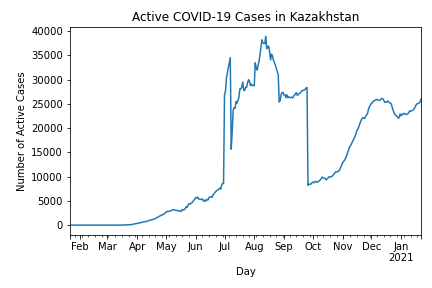 Active COVID-19 Cases in Kazakhstan
Number of Active Cases
40000
35000
30000
25000
20000
15000
10000
5000
0
Feb Mar Apr May Jun Jul Aug Sep Oct Nov Dec Jan
2021
Day